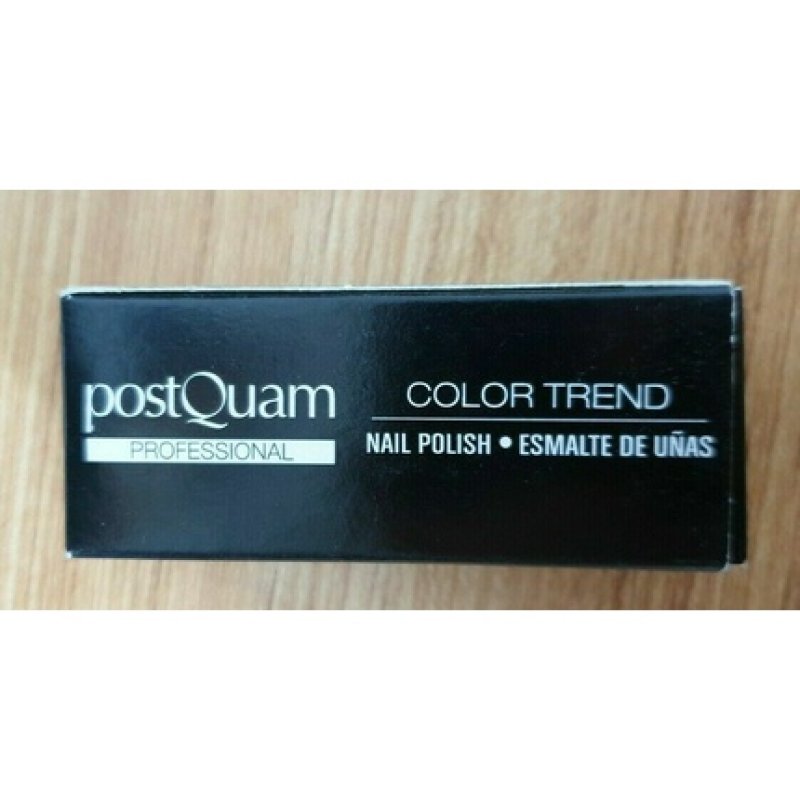 postQuam
PROFESSIONAL
COLOR TREND
NAIL POLISH • ESMALTE DE UÑAS